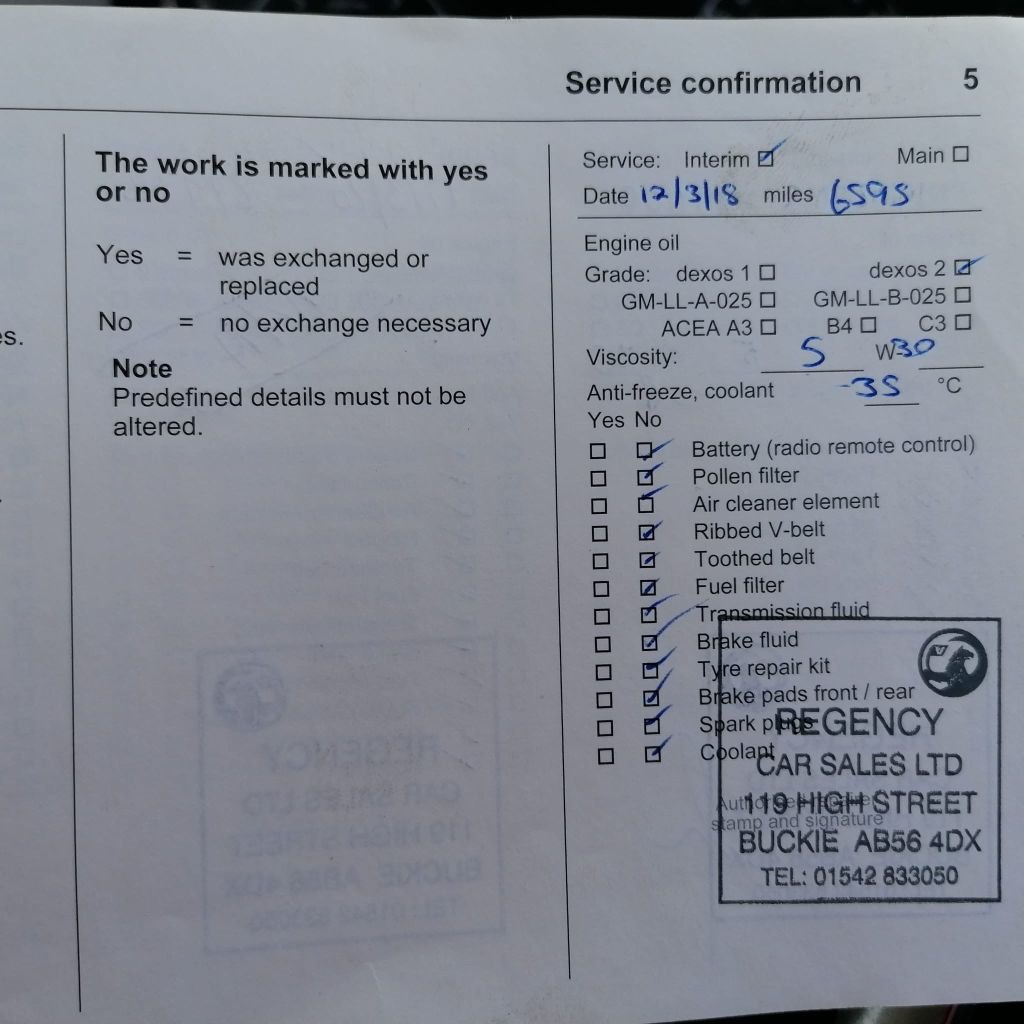 Service confirmation 5
es.
The work is marked with yes
or no
Yes = was exchanged or
replaced
No = no exchange necessary
Note
Predefined details must not be
altered.
Service: Interim ☑ Main ☐
Date 12/3/18 miles 6595
Engine oil
Grade: dexos 1 ☐ dexos 2 ☑
GM-LL-A-025 ☐ GM-LL-B-025 ☐
ACEA A3 ☐ B4 ☐ C3 ☐
Viscosity: 5 W-30
Anti-freeze, coolant -35 °C
Yes No
☐ ☑ Battery (radio remote control)
☐ ☑ Pollen filter
☐ ☑ Air cleaner element
☐ ☑ Ribbed V-belt
☐ ☑ Toothed belt
☐ ☑ Fuel filter
☐ ☑ Transmission fluid
☐ ☑ Brake fluid
☐ ☑ Tyre repair kit
☐ ☑ Brake pads front / rear
☐ ☑ Spark plugs
☐ ☑ Coolant
stamp and signature
REGENCY
CAR SALES LTD
119 HIGH STREET
BUCKIE AB56 4DX
TEL: 01542 833050